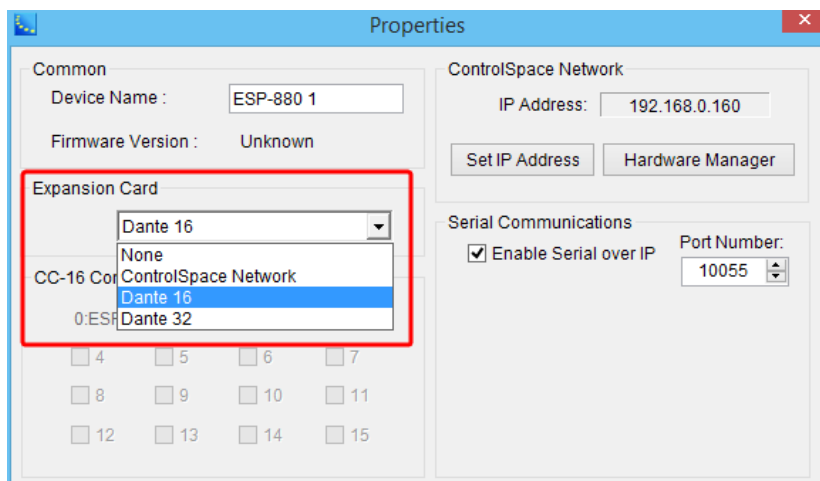 Properties
Common
Device Name :
ESP-880 1
Firmware Version :
Unknown
Expansion Card
Dante 16
None
ControlSpace Network
Dante 16
Dante 32
CC-16 Co
0:ESP
4
5
6
7
8
9
10
11
12
13
14
15
ControlSpace Network
IP Address:
192.168.0.160
Set IP Address
Hardware Manager
Serial Communications
Enable Serial over IP
Port Number:
10055